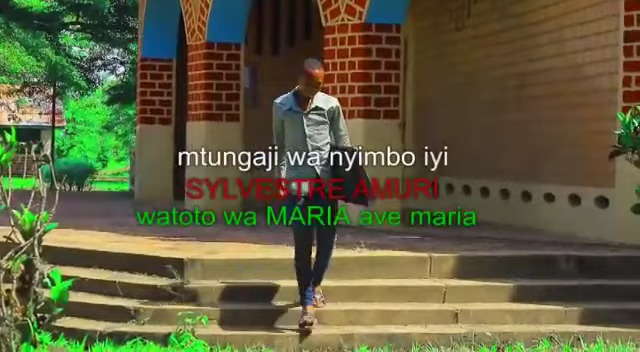 mtungaji wa nyimbo iyi
SYLVESTRE AMURI
watoto wa MARIA ave maria